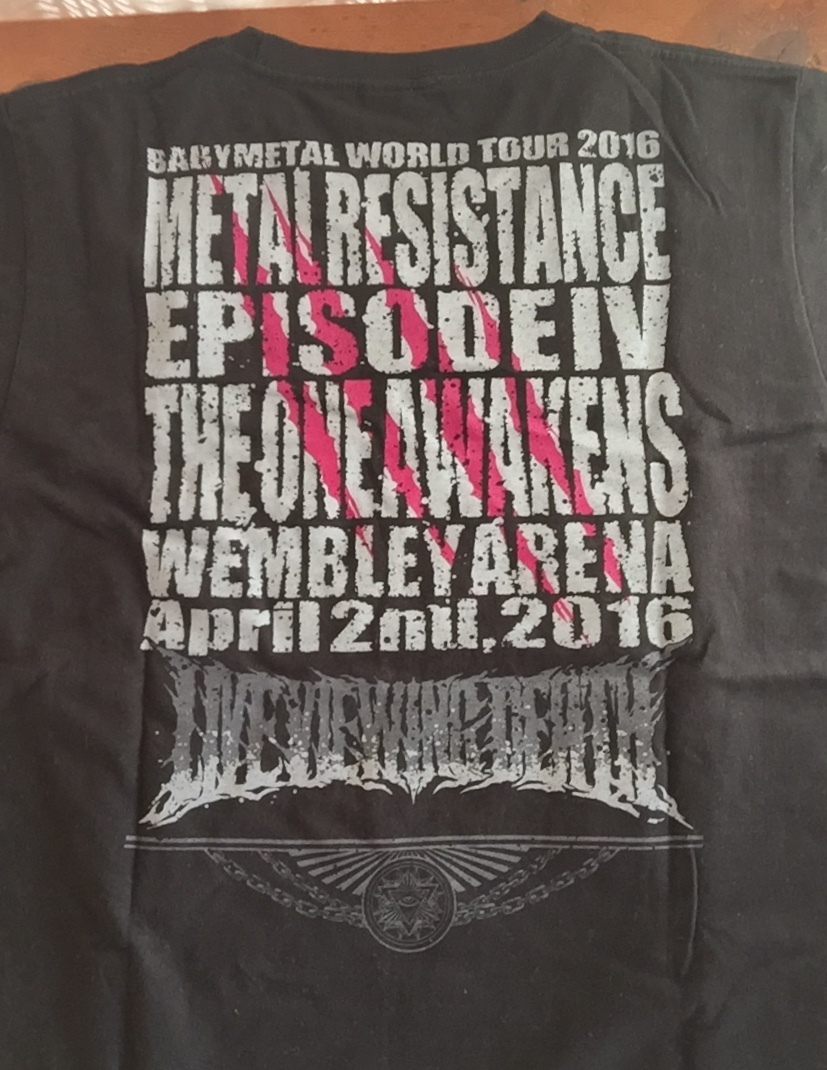 BABYMETAL WORLD TOUR 2016
METAL RESISTANCE
EPISODE IV
THE ONE AWAKENS
WEMBLEY ARENA
April 2nd, 2016
LIVE VIEWING DEATH